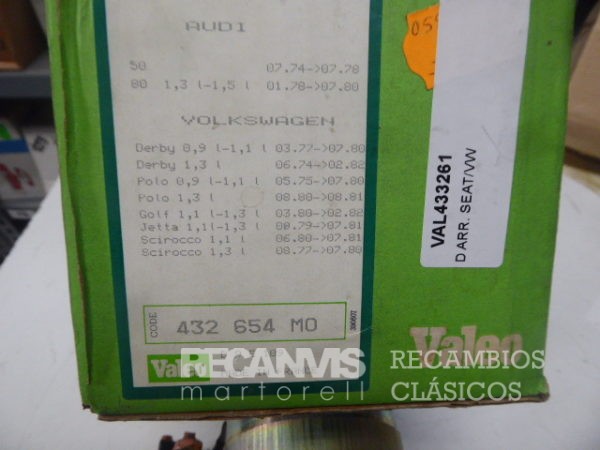 AUDI
50 07.74->07.78
80 1,3 l-1,5 l 01.78->07.80
VOLKSWAGEN
Derby 0,9 l-1,1 l 03.77->07.80
Derby 1,3 l 06.74->02.82
Polo 0,9 l-1,1 l 05.75->07.80
Polo 1,3 l 08.80->08.81
Golf 1,1 l-1,3 l 03.80->02.82
Jetta 1,1l-1,3 l 08.79->07.81
Scirocco 1,1 l 06.80->07.81
Scirocco 1,3 l 08.77->07.80
CODE
432 654 MO
Valeo
Valeo
VAL433261
D ARR. SEAT/VW
RECANVIS
martorell
RECAMBIOS
CLÁSICOS